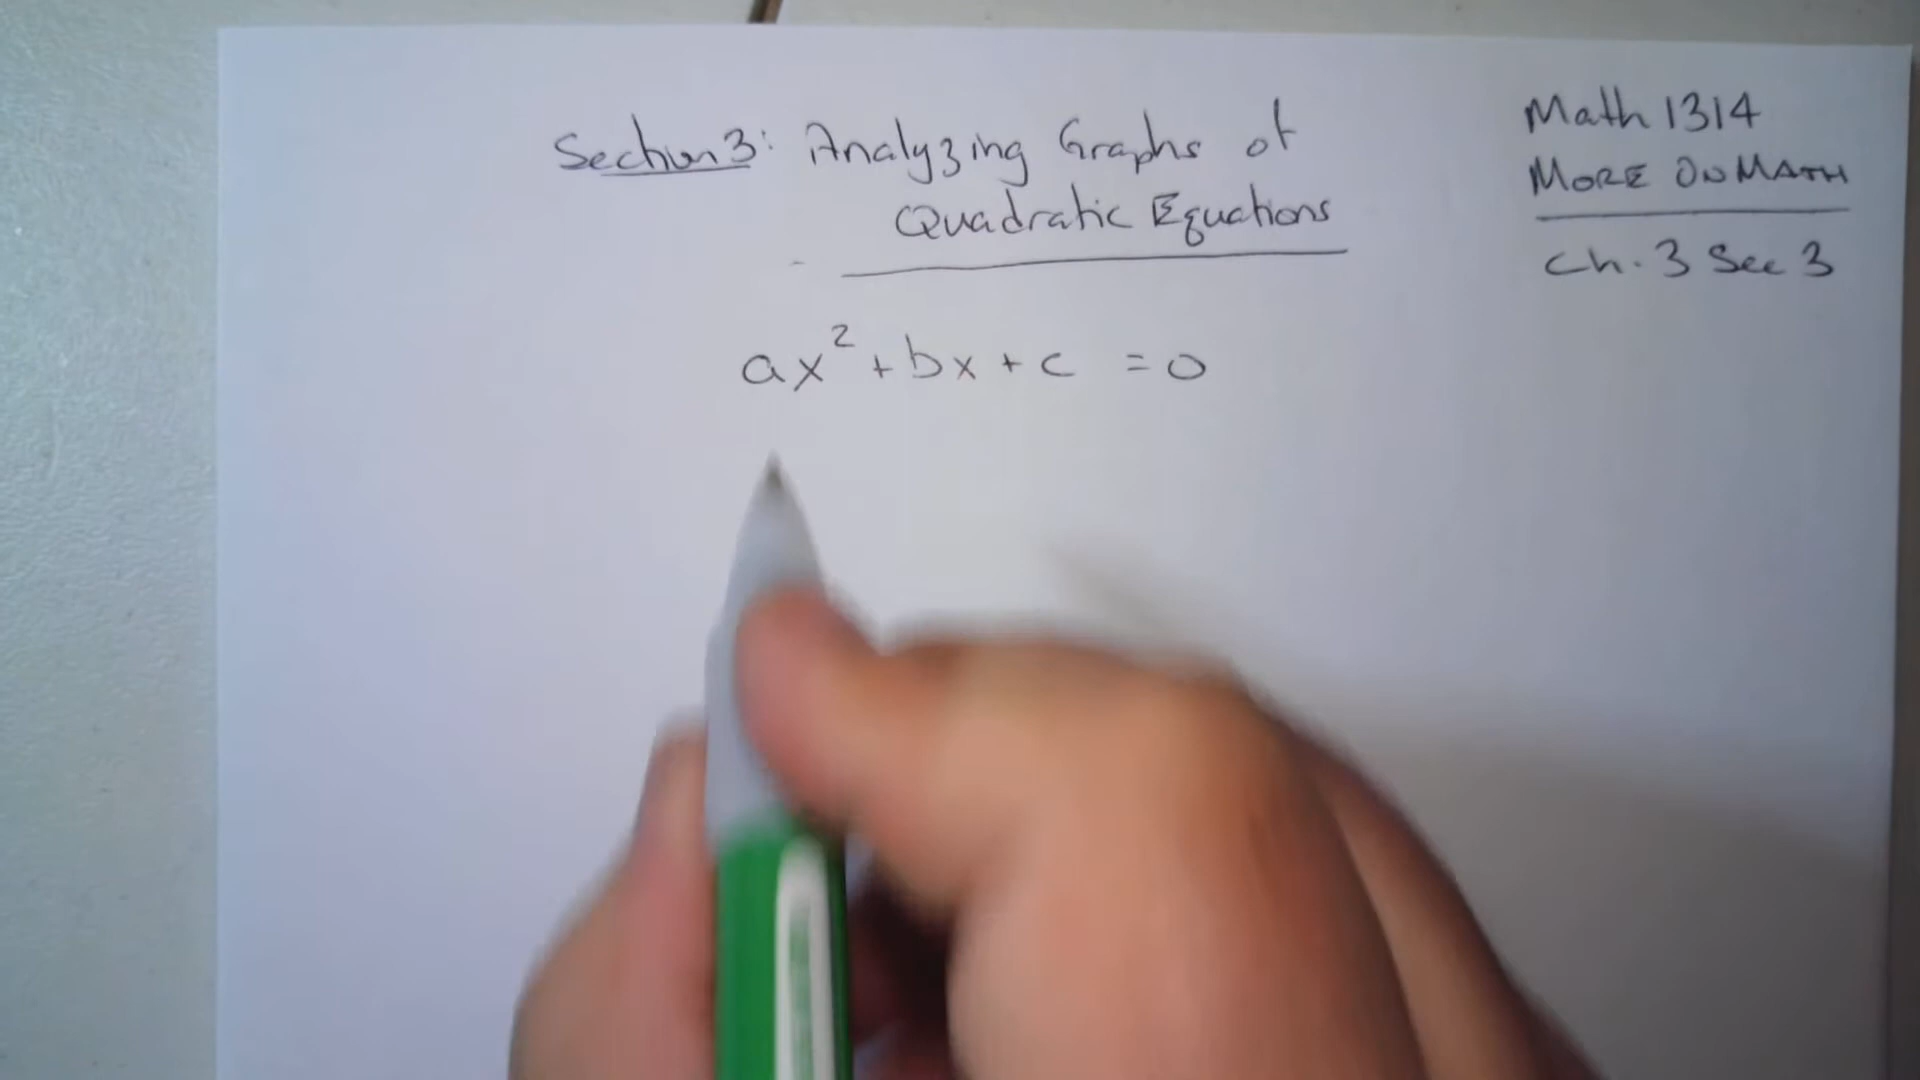 Section 3: Analyzing Graphs of
Quadratic Equations
Math 1314
MORE ON MATH
Ch. 3 Sec 3
ax² + bx + c = 0